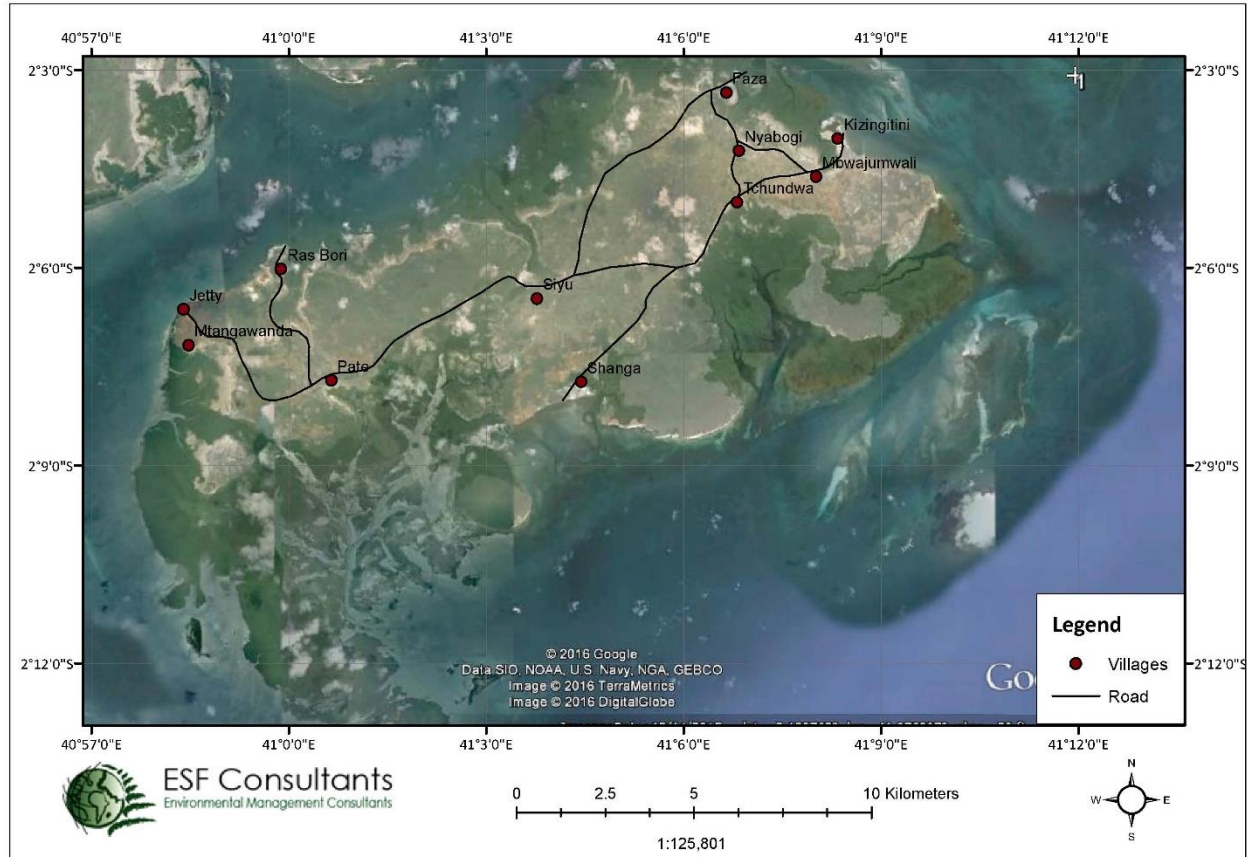 40°57'0"E 41°0'0"E 41°3'0"E 41°6'0"E 41°9'0"E 41°12'0"E
2°3'0"S 2°3'0"S
Faza
Kizingitini
Nyabogi
Mbwajumwali
Tchundwa
Ras Bori
2°6'0"S 2°6'0"S
Siyu
Jetty
Mtangawanda
Pate
Shanga
2°9'0"S 2°9'0"S
Legend
Villages
Road
2°12'0"S 2°12'0"S
© 2016 Google
Data SIO, NOAA, U.S. Navy, NGA, GEBCO
Image © 2016 TerraMetrics
Image © 2016 DigitalGlobe
40°57'0"E 41°0'0"E 41°3'0"E 41°6'0"E 41°9'0"E 41°12'0"E
ESF Consultants
Environmental Management Consultants
0 2.5 5 10 Kilometers
1:125,801
N
W E
S